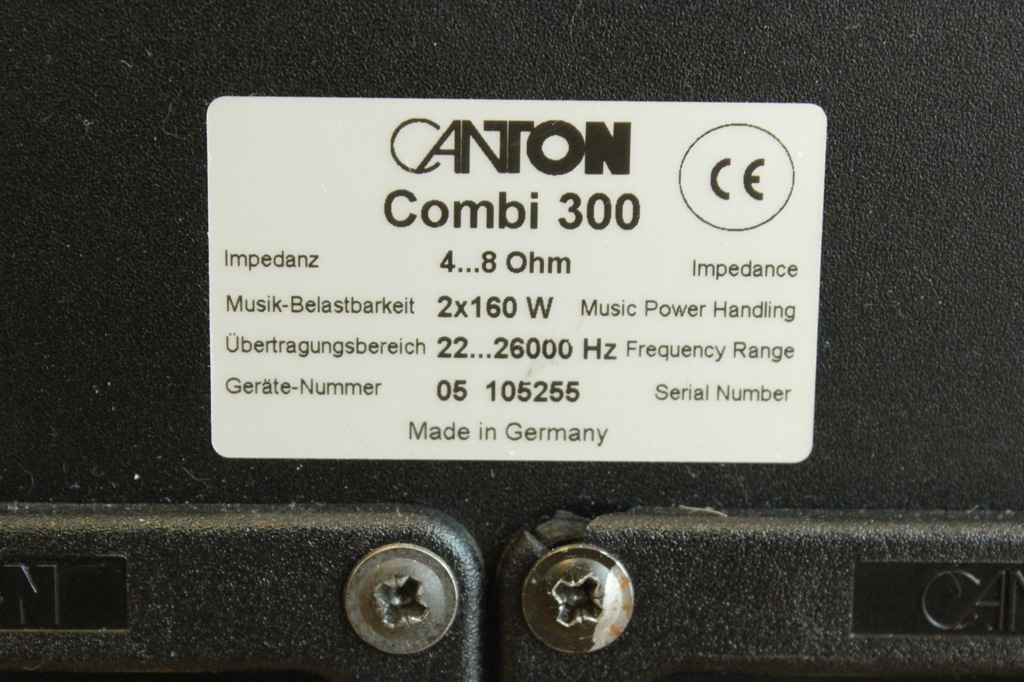 CANTON
CE
Combi 300
Impedanz 4...8 Ohm Impedance
Musik-Belastbarkeit 2x160 W Music Power Handling
Übertragungsbereich 22...26000 Hz Frequency Range
Geräte-Nummer 05 105255 Serial Number
Made in Germany
N CAN